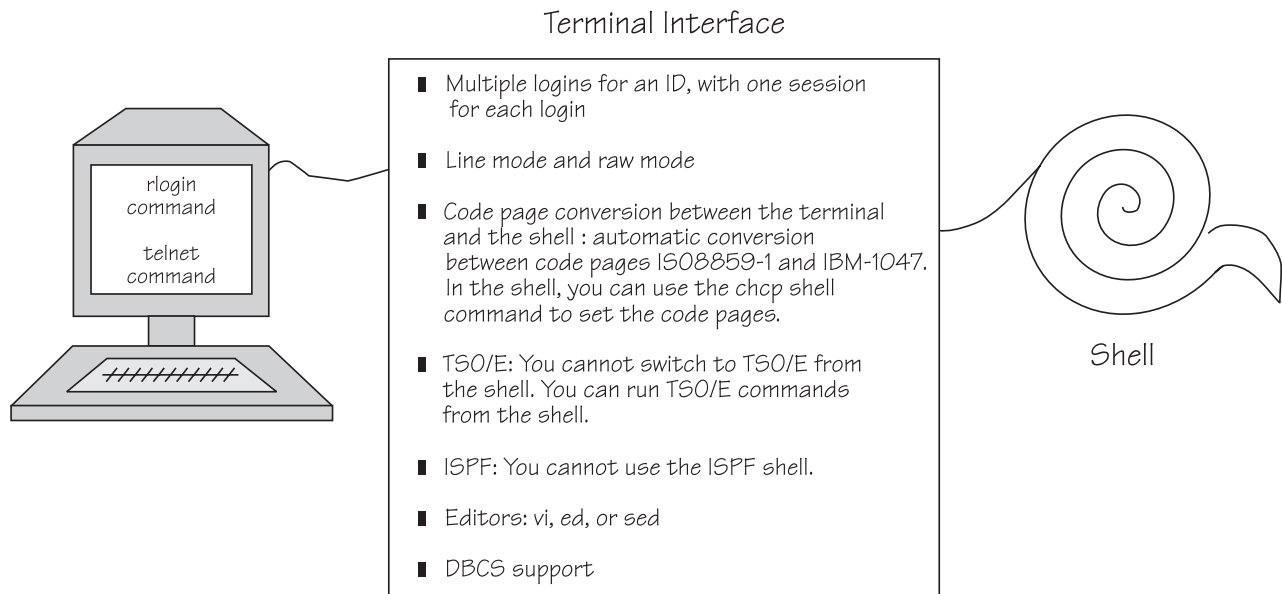 Terminal Interface
rlogin
command
telnet
command
Multiple logins for an ID, with one session
for each login
Line mode and raw mode
Code page conversion between the terminal
and the shell : automatic conversion
between code pages ISO8859-1 and IBM-1047.
In the shell, you can use the chcp shell
command to set the code pages.
TSO/E: You cannot switch to TSO/E from
the shell. You can run TSO/E commands
from the shell.
ISPF: You cannot use the ISPF shell.
Editors: vi, ed, or sed
DBCS support
Shell